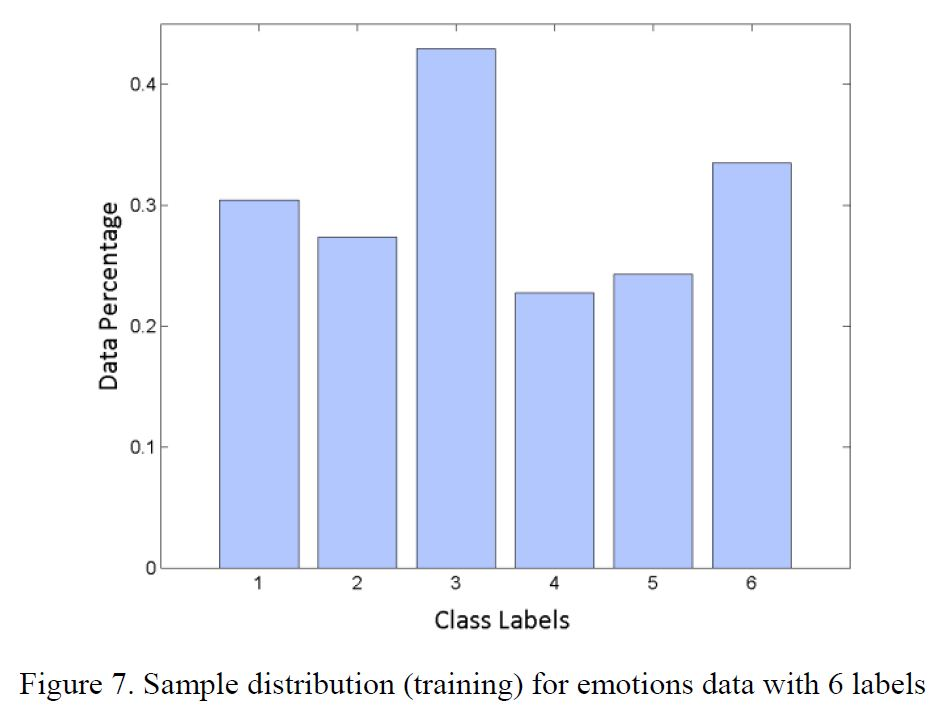 0.4
0.3
0.2
0.1
0
Data Percentage
1 2 3 4 5 6
Class Labels
Figure 7. Sample distribution (training) for emotions data with 6 labels